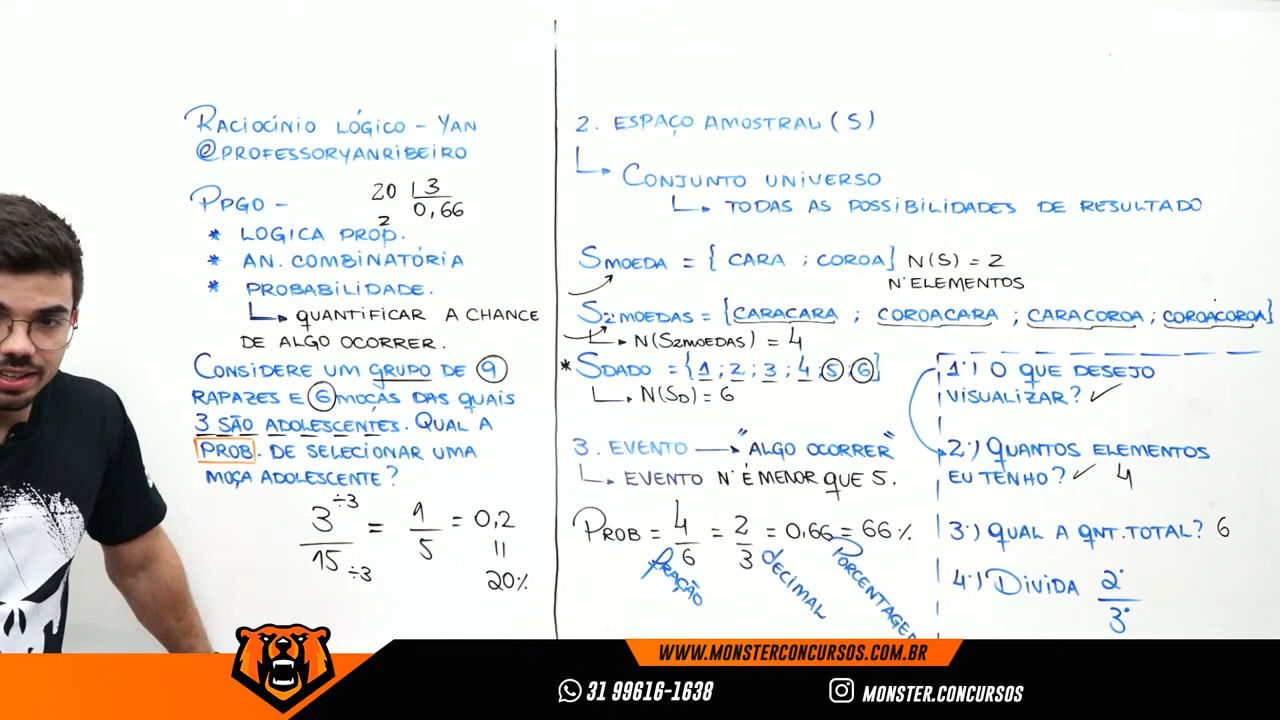 RACIOCÍNIO LÓGICO - YAN
@PROFESSORYANRIBEIRO
PPGO -
20 3
0,66
2
* LOGICA PROP.
* AN. COMBINATÓRIA
* PROBABILIDADE.
QUANTIFICAR A CHANCE
DE ALGO OCORRER.
CONSIDERE UM GRUPO DE 9
RAPAZES E 6 MOÇAS DAS QUAIS
3 SÃO ADOLESCENTES. QUAL A
PROB. DE SELECIONAR UMA
MOÇA ADOLESCENTE?
3 ÷3 / 15 ÷3 = 1/5 = 0,2
=
20%
2. ESPAÇO AMOSTRAL (S)
CONJUNTO UNIVERSO
TODAS AS POSSIBILIDADES DE RESULTADO
SMOEDA = { CARA ; COROA} N(S) = 2
N° ELEMENTOS
S2MOEDAS = {CARACARA ; COROACARA ; CARACOROA ; COROACOROA}
N(S2MOEDAS) = 4
* SDADO = {1 ; 2 ; 3 ; 4 ; 5 ; 6}
N(SD) = 6
3. EVENTO → "ALGO OCORRER"
EVENTO N° É MENOR QUE 5.
PROB = 4/6 = 2/3 = 0,66 = 66%
FRAÇÃO
DECIMAL
PORCENTAGEM
1°) O QUE DESEJO
VISUALIZAR? ✓
2°) QUANTOS ELEMENTOS
EU TENHO? ✓ 4
3°) QUAL A QNT. TOTAL? 6
4°) DIVIDA 2°/3°
WWW.MONSTERCONCURSOS.COM.BR
31 99616-1638
MONSTER.CONCURSOS